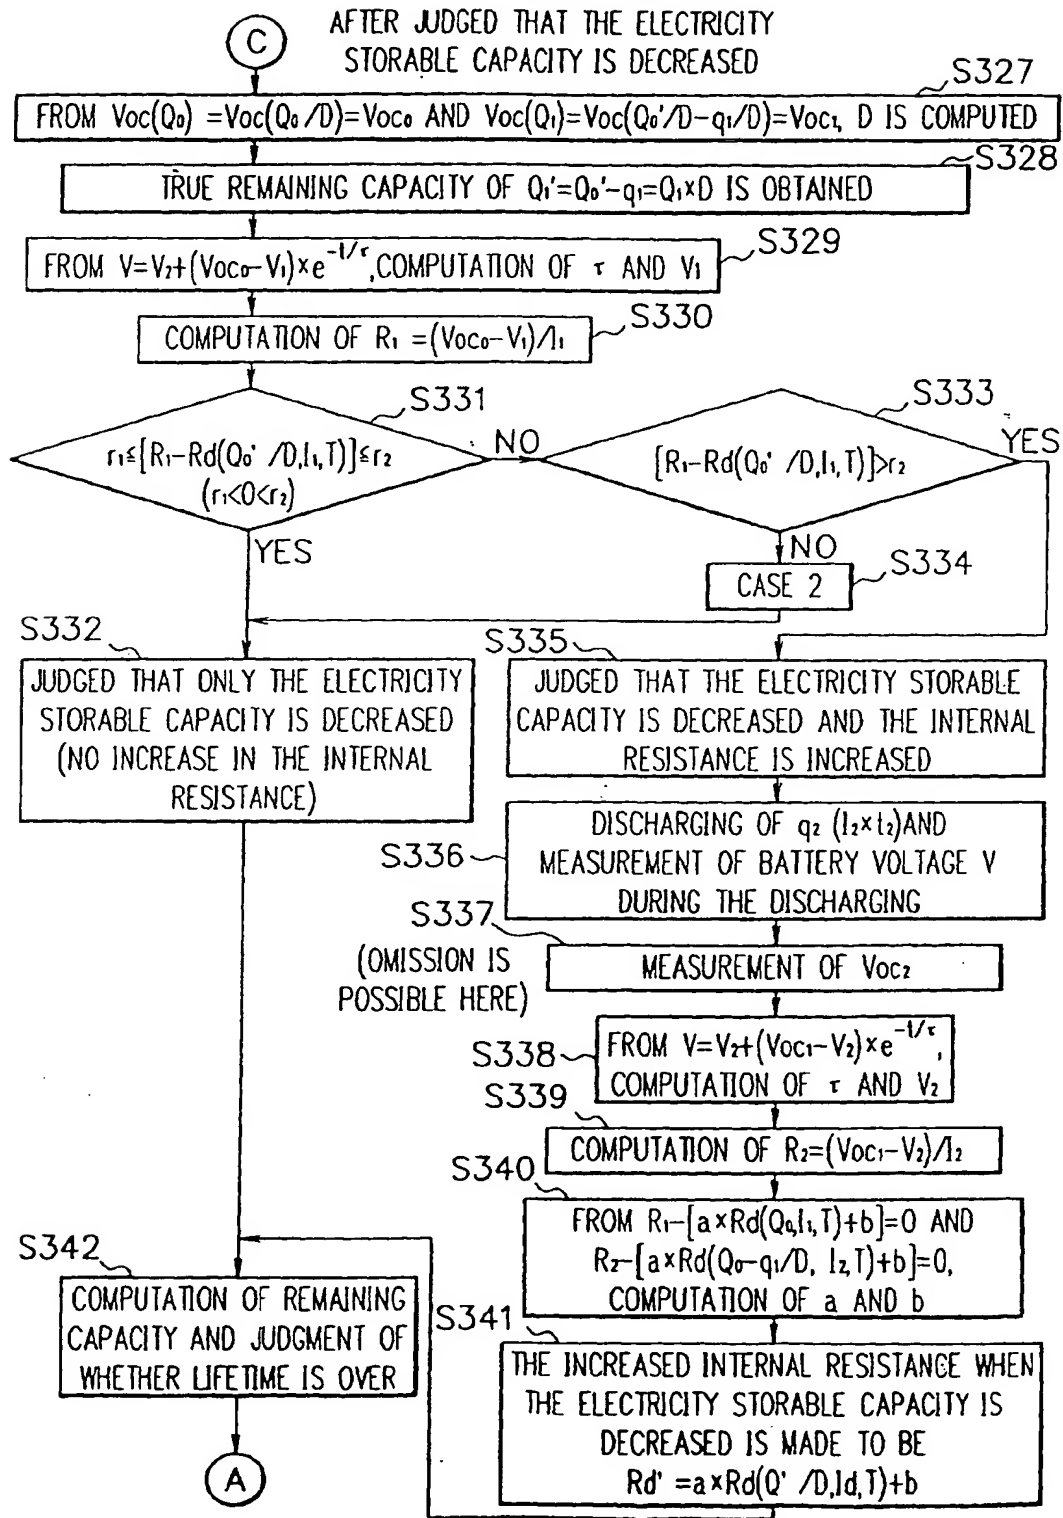 AFTER JUDGED THAT THE ELECTRICITY
STORABLE CAPACITY IS DECREASED
C
S327
FROM Voc(Q₀) =Voc(Q₀/D)=Voc₀ AND Voc(Q₁)=Voc(Q₀'/D-q₁/D)=Voc₁, D IS COMPUTED
S328
TRUE REMAINING CAPACITY OF Q₁'=Q₀'-q₁=Q₁×D IS OBTAINED
S329
FROM V=V₂+(Voc₀-V₁)×e^(-t/τ),COMPUTATION OF τ AND V₁
S330
COMPUTATION OF R₁ =(Voc₀-V₁)/I₁
S331
r₁≤[R₁-Rd(Q₀' /D,I₁,T)]≤r₂
(r₁<0<r₂)
NO
YES
S333
[R₁-Rd(Q₀' /D,I₁,T)]>r₂
YES
NO
S334
CASE 2
S332
JUDGED THAT ONLY THE ELECTRICITY
STORABLE CAPACITY IS DECREASED
(NO INCREASE IN THE INTERNAL
RESISTANCE)
S335
JUDGED THAT THE ELECTRICITY STORABLE
CAPACITY IS DECREASED AND THE INTERNAL
RESISTANCE IS INCREASED
S336
DISCHARGING OF q₂ (I₂×t₂)AND
MEASUREMENT OF BATTERY VOLTAGE V
DURING THE DISCHARGING
S337
(OMISSION IS
POSSIBLE HERE)
MEASUREMENT OF Voc₂
S338
FROM V=V₂+(Voc₁-V₂)×e^(-t/τ),
COMPUTATION OF τ AND V₂
S339
COMPUTATION OF R₂=(Voc₁-V₂)/I₂
S340
FROM R₁-[a×Rd(Q₀,I₁,T)+b]=0 AND
R₂-[a×Rd(Q₀-q₁/D, I₂,T)+b]=0,
COMPUTATION OF a AND b
S341
THE INCREASED INTERNAL RESISTANCE WHEN
THE ELECTRICITY STORABLE CAPACITY IS
DECREASED IS MADE TO BE
Rd' =a×Rd(Q' /D,Id,T)+b
S342
COMPUTATION OF REMAINING
CAPACITY AND JUDGMENT OF
WHETHER LIFETIME IS OVER
A